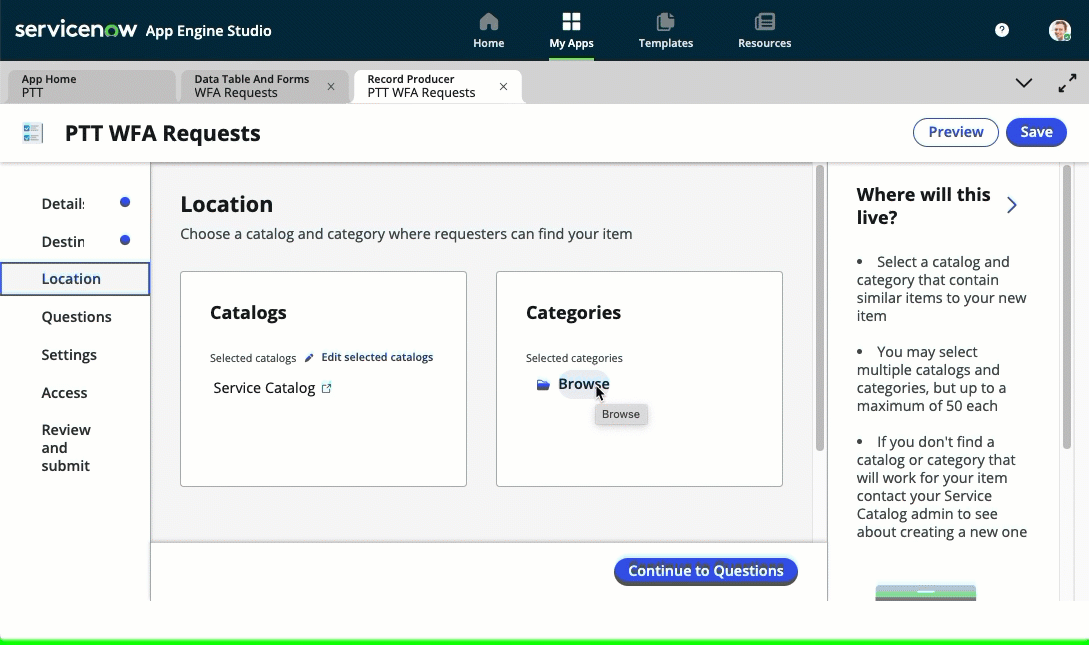 servicenow App Engine Studio
Home
My Apps
Templates
Resources
App Home
PTT
Data Table And Forms
WFA Requests
Record Producer
PTT WFA Requests
PTT WFA Requests
Preview
Save
Details
Destin
Location
Questions
Settings
Access
Review
and
submit
Location
Choose a catalog and category where requesters can find your item
Catalogs
Selected catalogs Edit selected catalogs
Service Catalog
Categories
Selected categories
Browse
Browse
Continue to Questions
Where will this
live?
• Select a catalog and
category that contain
similar items to your new
item
• You may select
multiple catalogs and
categories, but up to a
maximum of 50 each
• If you don't find a
catalog or category that
will work for your item
contact your Service
Catalog admin to see
about creating a new one